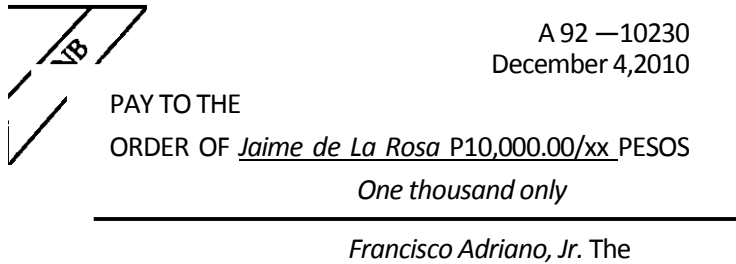 VB
A 92 —10230
December 4,2010
PAY TO THE
ORDER OF Jaime de La Rosa P10,000.00/xx PESOS
One thousand only
Francisco Adriano, Jr. The